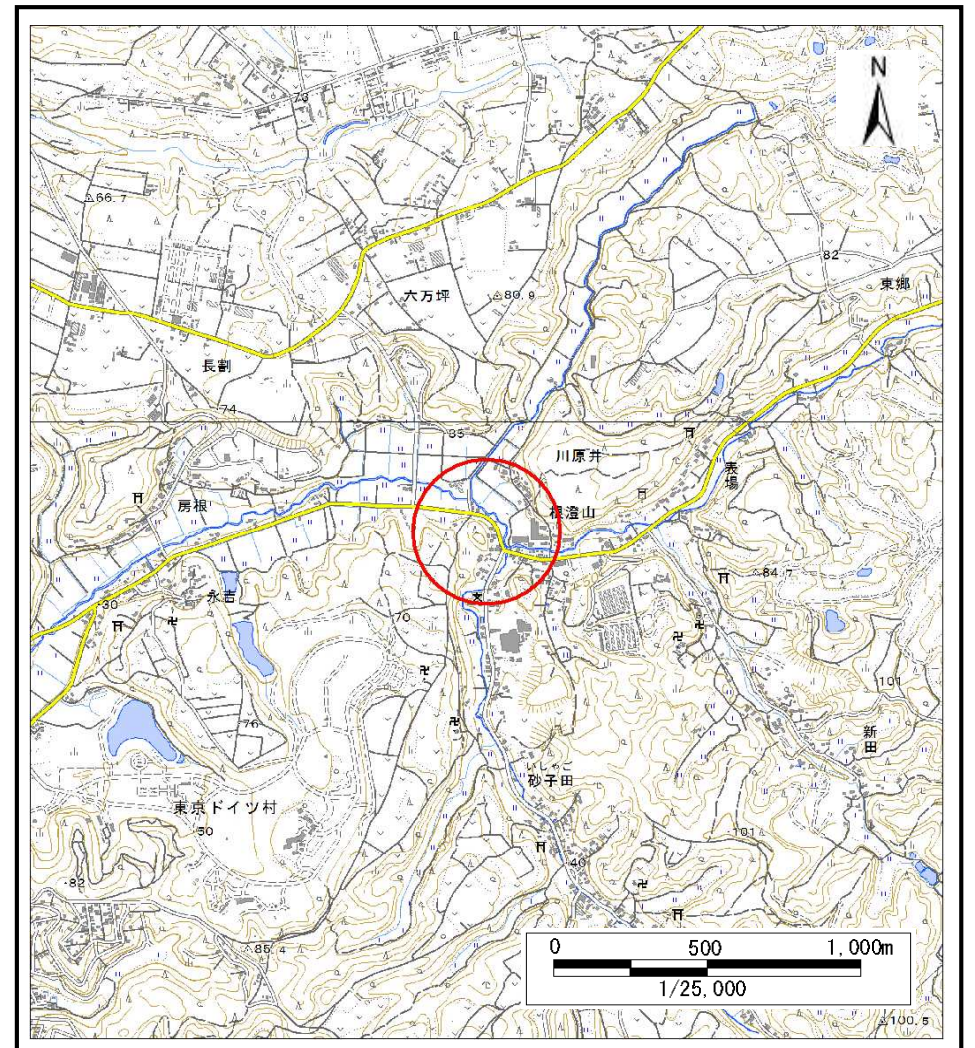 N
73
66.7
82
東郷
六万坪
80.9
長割
74
35
川原井
表場
房根
根澄山
84.7
永吉
30
70
101
76
新田
いしゃご
砂子田
東京ドイツ村
50
101
40
82
85.4
0 500 1,000m
1/25,000
100.5